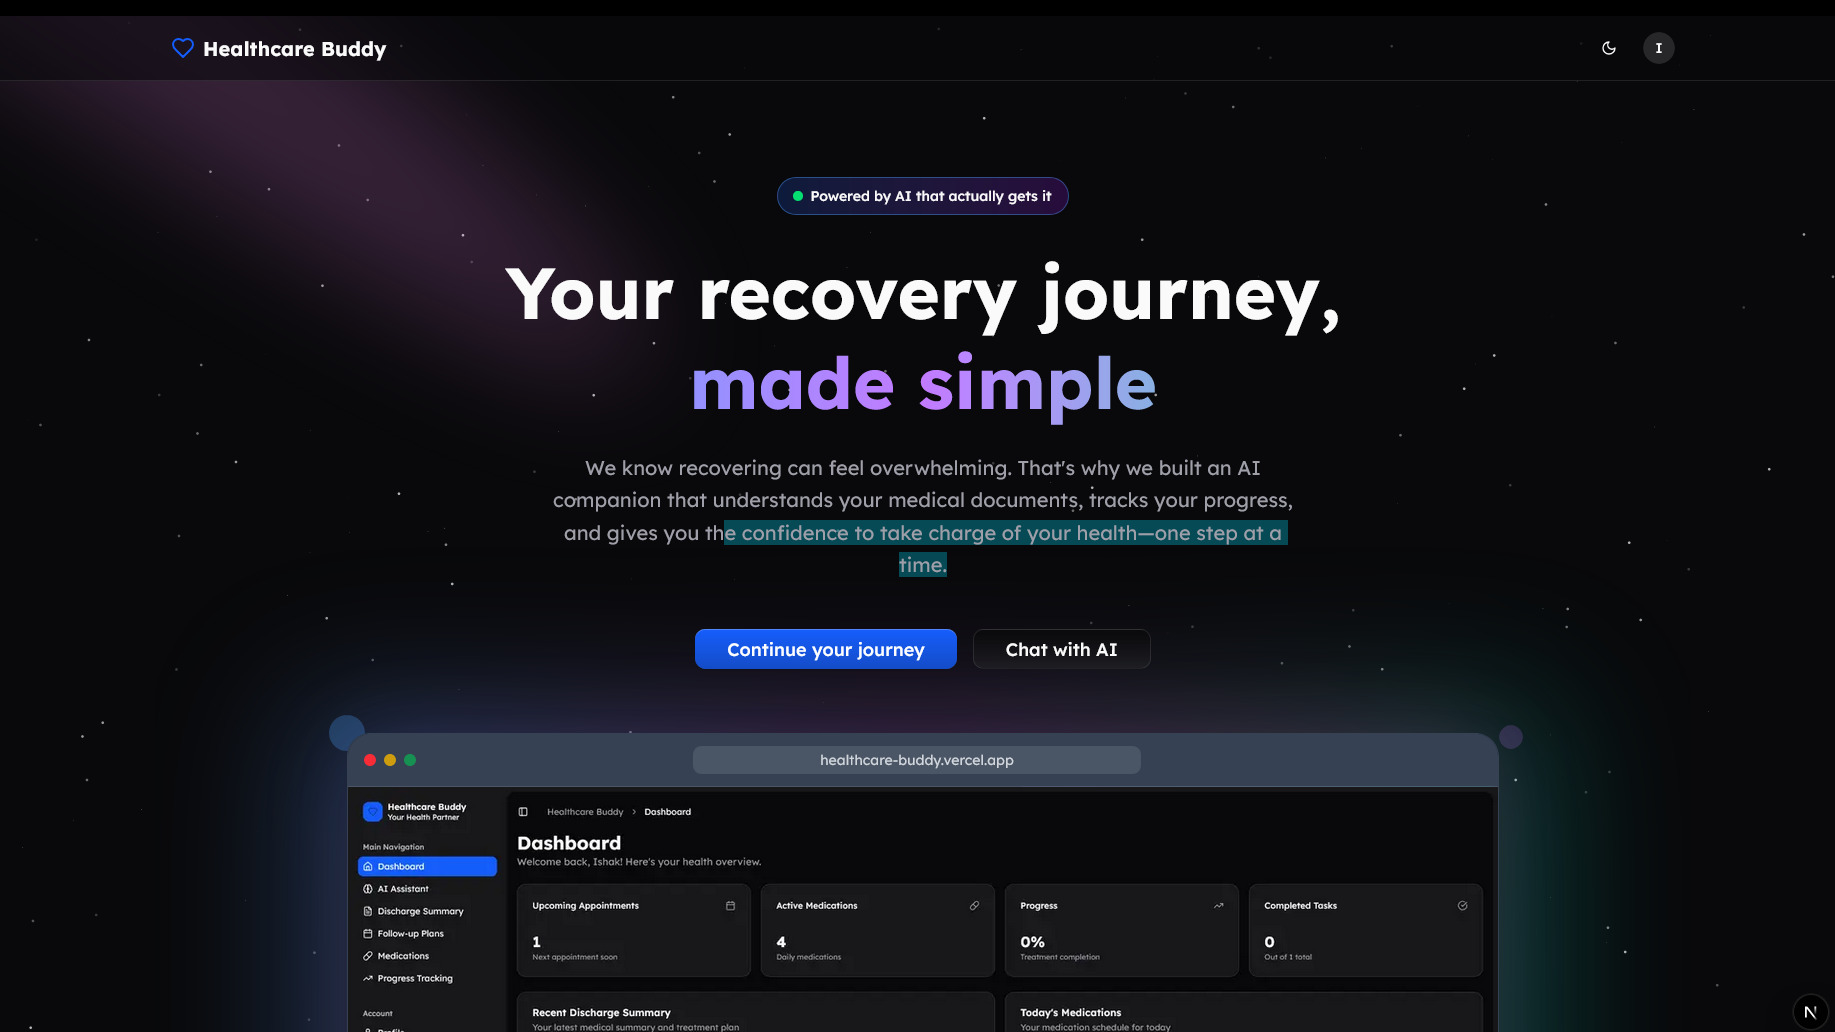 Healthcare Buddy
I
Powered by AI that actually gets it
Your recovery journey,
made simple
We know recovering can feel overwhelming. That's why we built an AI
companion that understands your medical documents, tracks your progress,
and gives you the confidence to take charge of your health—one step at a
time.
Continue your journey
Chat with AI
healthcare-buddy.vercel.app
Healthcare Buddy
Your Health Partner
Main Navigation
Dashboard
AI Assistant
Discharge Summary
Follow-up Plans
Medications
Progress Tracking
Account
Profile
Healthcare Buddy > Dashboard
Dashboard
Welcome back, Ishak! Here's your health overview.
Upcoming Appointments
1
Next appointment soon
Active Medications
4
Daily medications
Progress
0%
Treatment completion
Completed Tasks
0
Out of 1 total
Recent Discharge Summary
Your latest medical summary and treatment plan
Today's Medications
Your medication schedule for today
N